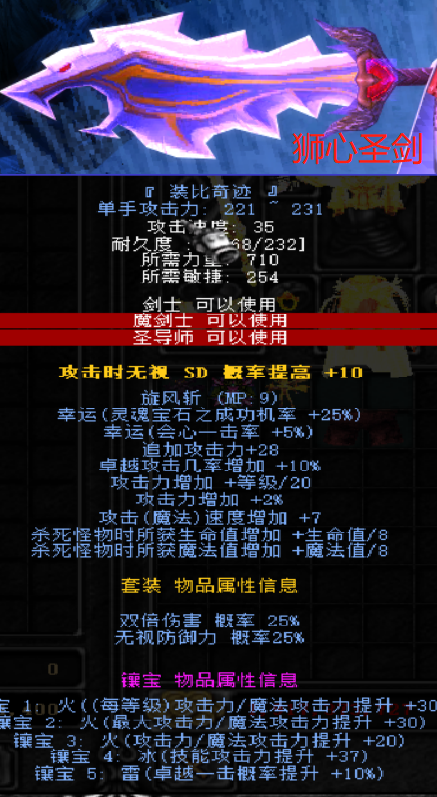 狮心圣剑
『 装比奇迹 』
单手攻击力: 221 ~ 231
攻击速度: 35
耐久度 : 68/232]
所需力量: 710
所需敏捷: 254
剑士 可以使用
魔剑士 可以使用
圣导师 可以使用
攻击时无视 SD 概率提高 +10
旋风斩 (MP:9)
幸运(灵魂宝石之成功机率 +25%)
幸运(会心一击率 +5%)
追加攻击力+28
卓越攻击几率增加 +10%
攻击力增加 +等级/20
攻击力增加 +2%
攻击(魔法)速度增加 +7
杀死怪物时所获生命值增加 +生命值/8
杀死怪物时所获魔法值增加 +魔法值/8
套装 物品属性信息
双倍伤害 概率 25%
无视防御力 概率25%
镶宝 物品属性信息
宝 1: 火((每等级)攻击力/魔法攻击力提升 +30
镶宝 2: 火(最大攻击力/魔法攻击力提升 +30)
镶宝 3: 火(攻击力/魔法攻击力提升 +20)
镶宝 4: 冰(技能攻击力提升 +37)
镶宝 5: 雷(卓越一击概率提升 +10%)